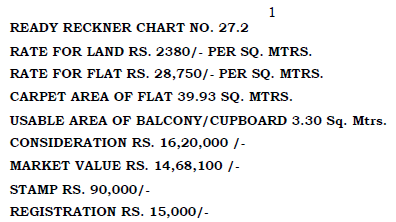 1
READY RECKNER CHART NO. 27.2
RATE FOR LAND RS. 2380/- PER SQ. MTRS.
RATE FOR FLAT RS. 28,750/- PER SQ. MTRS.
CARPET AREA OF FLAT 39.93 SQ. MTRS.
USABLE AREA OF BALCONY/CUPBOARD 3.30 Sq. Mtrs.
CONSIDERATION RS. 16,20,000 /-
MARKET VALUE RS. 14,68,100 /-
STAMP RS. 90,000/-
REGISTRATION RS. 15,000/-